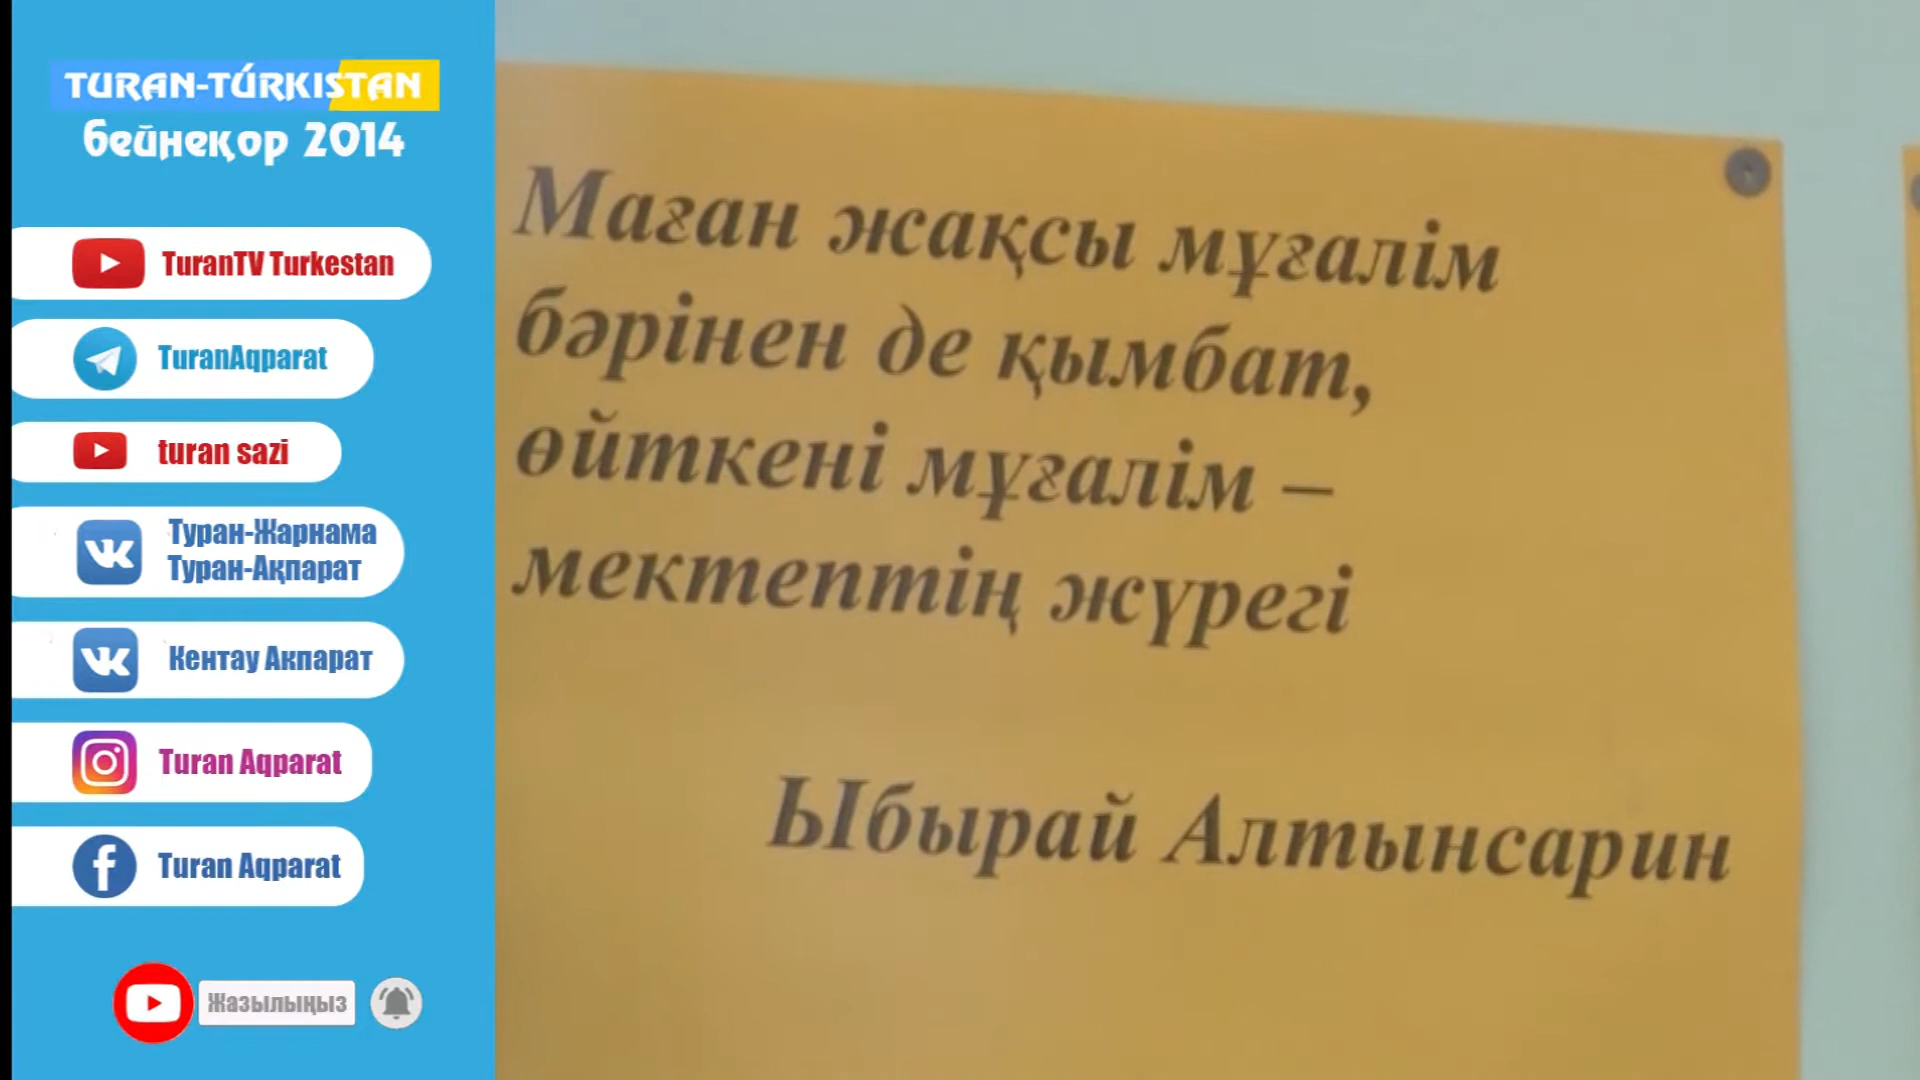 TURAN-TÚRKISTAN
бейнеқор 2014
TuranTV Turkestan
TuranAqparat
turan sazi
Туран-Жарнама
Туран-Ақпарат
Кентау Акпарат
Turan Aqparat
Turan Aqparat
Жазылыңыз
Маған жақсы мұғалім
бәрінен де қымбат,
өйткені мұғалім –
мектептің жүрегі
Ыбырай Алтынсарин